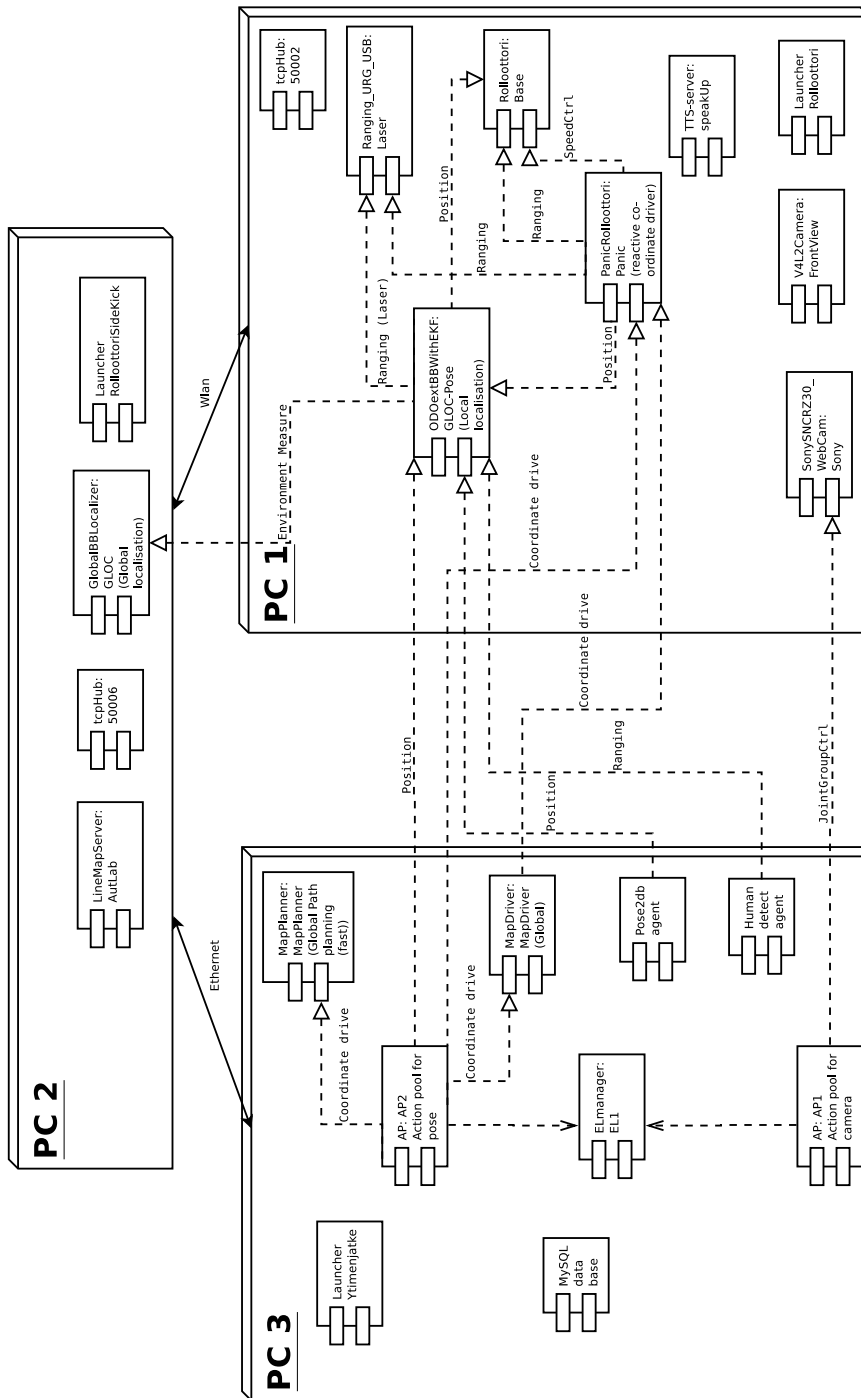 PC 2
LineMapServer:
AutLab
tcpHub:
50006
GlobalBBLocalizer:
GLOC
(Global
localisation)
Launcher
RolloottoriSideKick
Ethernet
Wlan
PC 3
Launcher
Ytimenjatke
MySQL
data
base
AP: AP2
Action pool for
pose
ELmanager:
EL1
AP: AP1
Action pool for
camera
MapPlanner:
MapPlanner
(Global Path
planning
(fast))
MapDriver:
MapDriver
(Global)
Pose2db
agent
Human
detect
agent
Coordinate drive
Coordinate drive
Position
Position
Ranging
Coordinate drive
Coordinate drive
JointGroupCtrl
PC 1
Environment Measure
ODOextBBWithEKF:
GLOC-Pose
(Local
localisation)
Ranging (Laser)
Position
Position
Ranging
Ranging
SpeedCtrl
PanicRolloottori:
Panic
(reactive co-
ordinate driver)
SonySNCRZ30_
WebCam:
Sony
V4L2Camera:
FrontView
tcpHub:
50002
Ranging_URG_USB:
Laser
Rolloottori:
Base
TTS-server:
speakUp
Launcher
Rolloottori